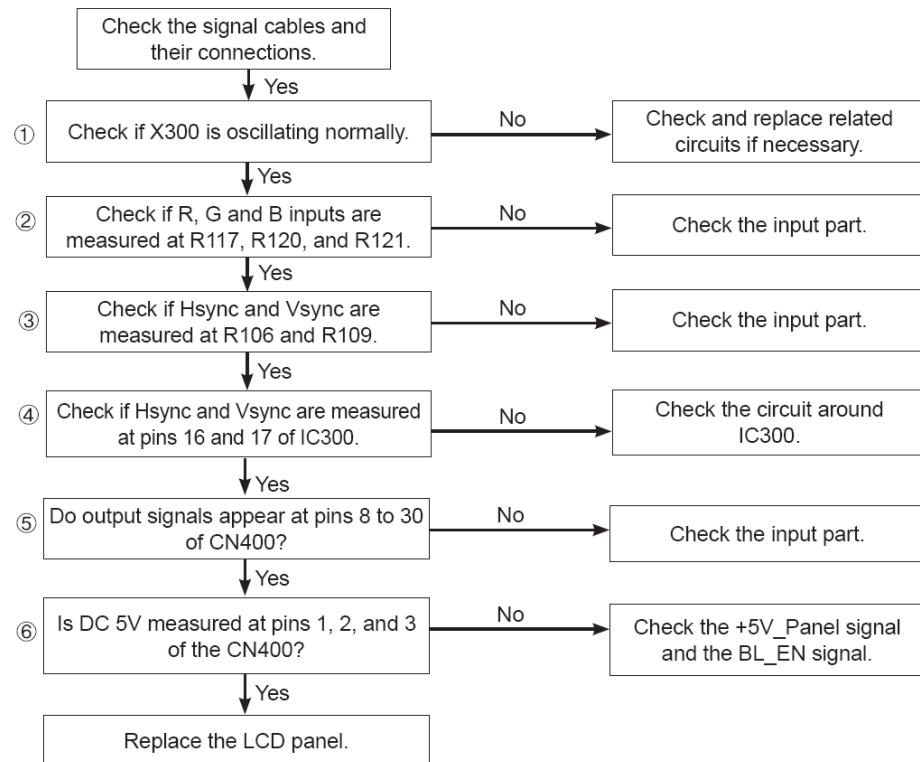 Check the signal cables and
their connections.
Yes
①
Check if X300 is oscillating normally.
No
Check and replace related
circuits if necessary.
Yes
②
Check if R, G and B inputs are
measured at R117, R120, and R121.
No
Check the input part.
Yes
③
Check if Hsync and Vsync are
measured at R106 and R109.
No
Check the input part.
Yes
④
Check if Hsync and Vsync are measured
at pins 16 and 17 of IC300.
No
Check the circuit around
IC300.
Yes
⑤
Do output signals appear at pins 8 to 30
of CN400?
No
Check the input part.
Yes
⑥
Is DC 5V measured at pins 1, 2, and 3
of the CN400?
No
Check the +5V_Panel signal
and the BL_EN signal.
Yes
Replace the LCD panel.